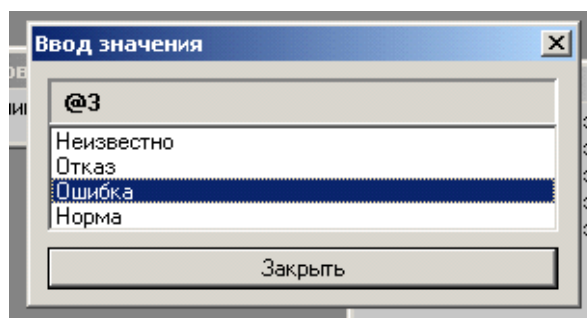 Ввод значения
@3
Неизвестно
Отказ
Ошибка
Норма
Закрыть